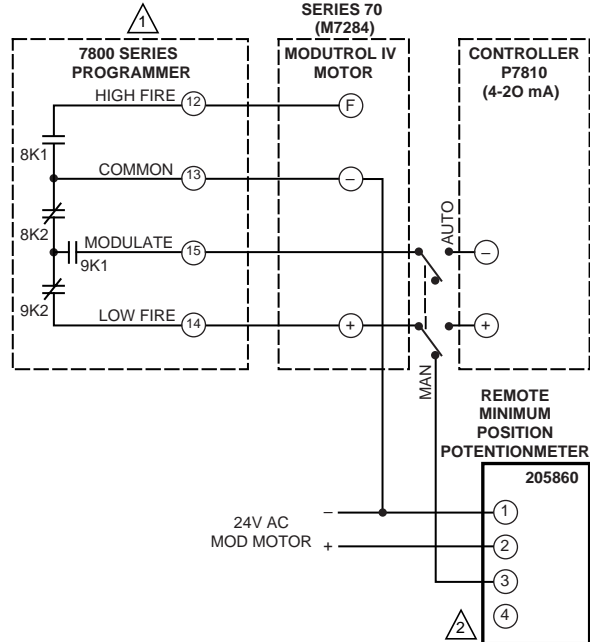 1
SERIES 70
(M7284)
7800 SERIES
PROGRAMMER
MODUTROL IV
MOTOR
CONTROLLER
P7810
(4-2O mA)
HIGH FIRE
12
F
8K1
COMMON
13
–
8K2
MODULATE
15
AUTO
–
9K1
9K2
LOW FIRE
14
+
+
MAN
REMOTE
MINIMUM
POSITION
POTENTIONMETER
205860
–
1
24V AC
MOD MOTOR
+
2
3
2
4